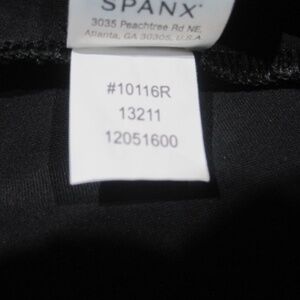 SPANX®
3035 Peachtree Rd NE,
Atlanta, GA 30305, U.S.A
#10116R
13211
12051600